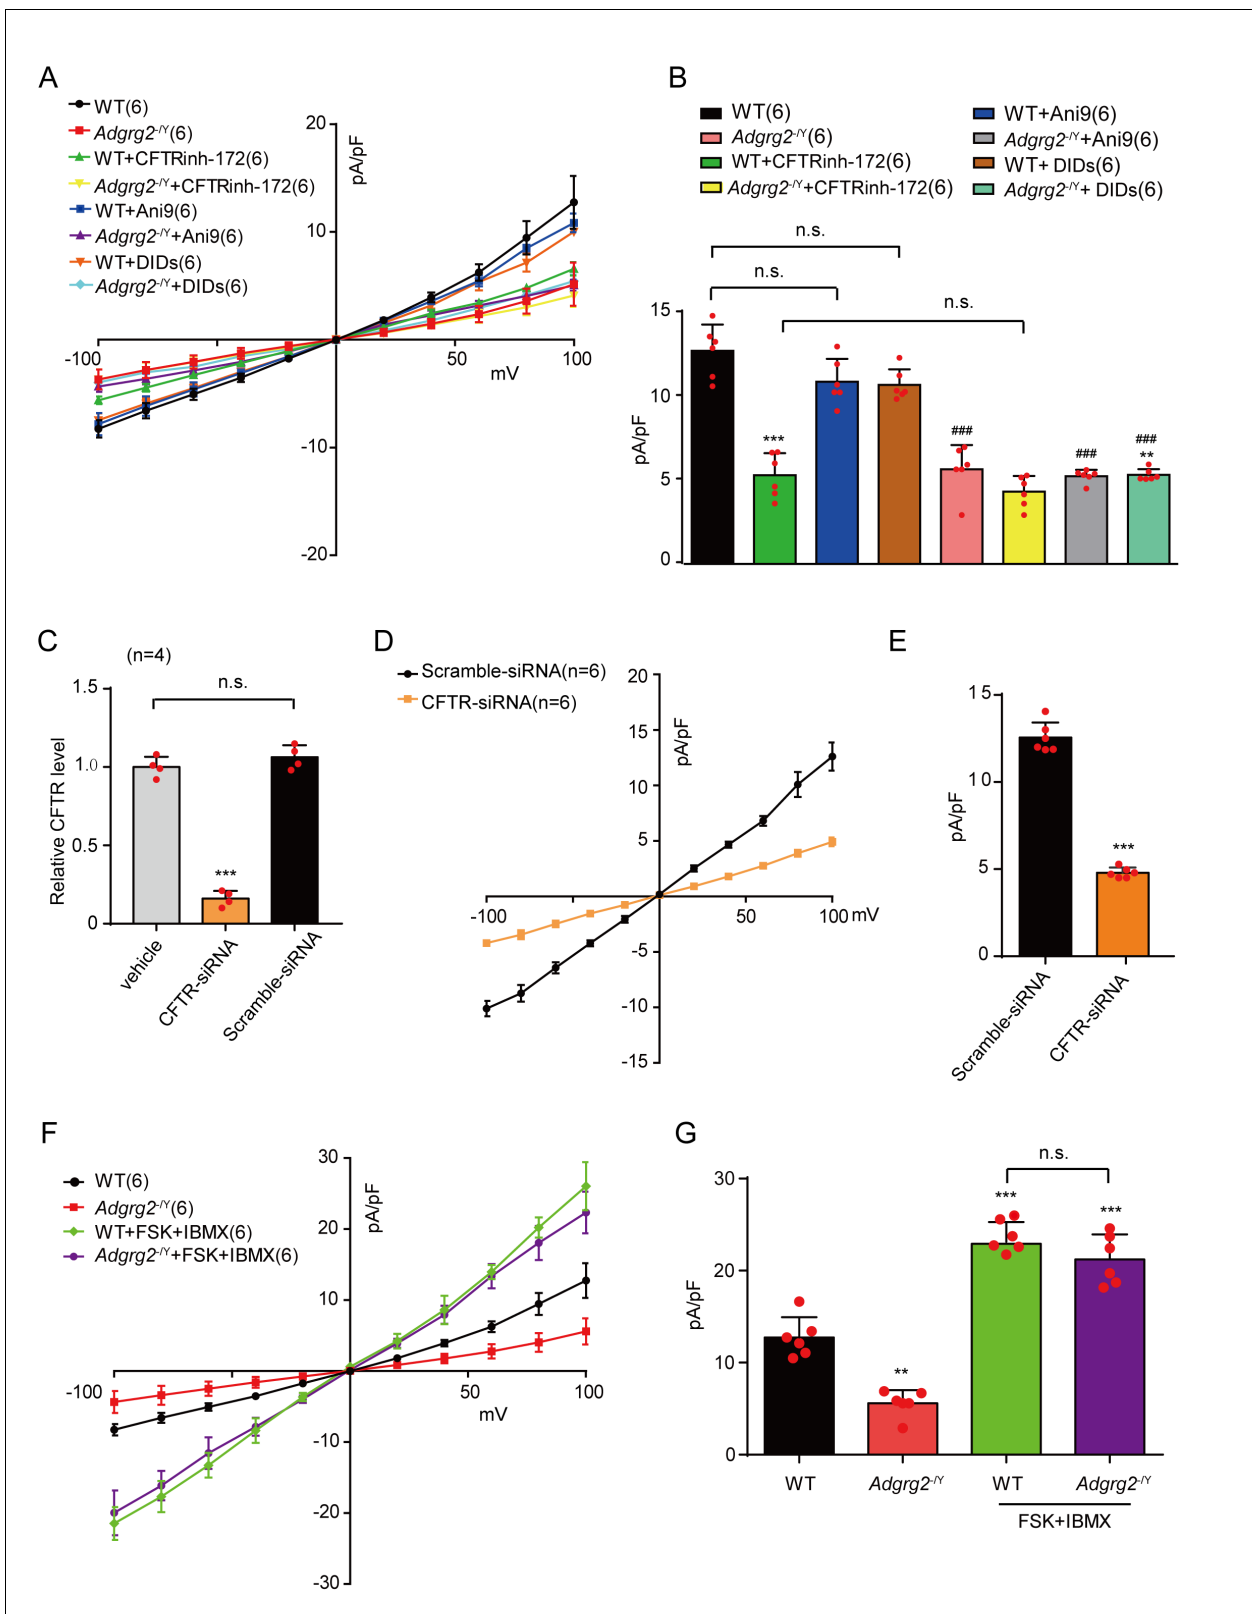 A
WT(6)
Adgrg2-/Y(6)
WT+CFTRinh-172(6)
Adgrg2-/Y+CFTRinh-172(6)
WT+Ani9(6)
Adgrg2-/Y+Ani9(6)
WT+DIDs(6)
Adgrg2-/Y+DIDs(6)
20
10
-10
-20
pA/pF
-100
50
100
mV
B
WT(6)
Adgrg2-/Y(6)
WT+CFTRinh-172(6)
Adgrg2-/Y+CFTRinh-172(6)
WT+Ani9(6)
Adgrg2-/Y+Ani9(6)
WT+ DIDs(6)
Adgrg2-/Y+ DIDs(6)
n.s.
n.s.
n.s.
15
10
5
0
pA/pF
***
###
###
###
**
C
(n=4)
n.s.
1.5
1.0
0.5
0
Relative CFTR level
***
vehicle
CFTR-siRNA
Scramble-siRNA
D
Scramble-siRNA(n=6)
CFTR-siRNA(n=6)
20
15
10
5
-5
-10
-15
pA/pF
-100
50
100 mV
E
15
10
5
0
pA/pF
***
Scramble-siRNA
CFTR-siRNA
F
WT(6)
Adgrg2-/Y(6)
WT+FSK+IBMX(6)
Adgrg2-/Y+FSK+IBMX(6)
30
20
10
-10
-20
-30
pA/pF
-100
50
100
mV
G
n.s.
30
20
10
0
pA/pF
**
***
***
WT
Adgrg2-/Y
WT
Adgrg2-/Y
FSK+IBMX